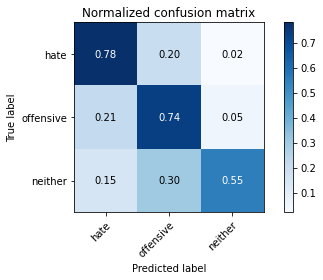 Normalized confusion matrix
True label
hate
0.78 0.20 0.02
offensive
0.21 0.74 0.05
neither
0.15 0.30 0.55
hate
offensive
neither
Predicted label
0.7
0.6
0.5
0.4
0.3
0.2
0.1